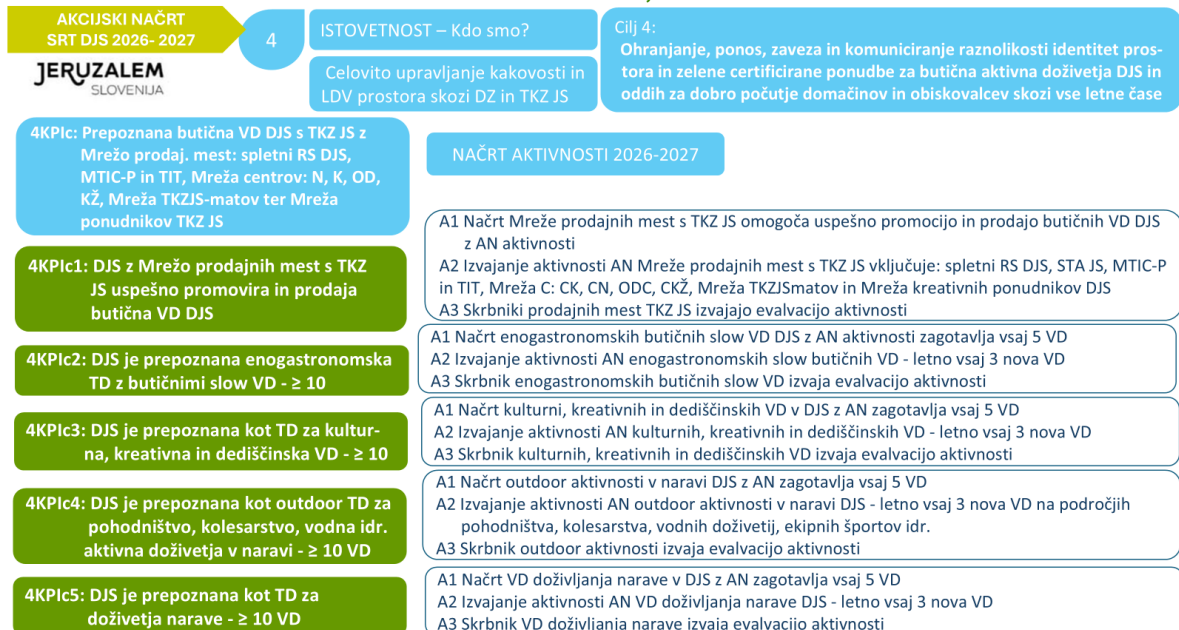 AKCIJSKI NAČRT
SRT DJS 2026- 2027
4
ISTOVETNOST – Kdo smo?
Celovito upravljanje kakovosti in
LDV prostora skozi DZ in TKZ JS
Cilj 4:
Ohranjanje, ponos, zaveza in komuniciranje raznolikosti identitet pros-
tora in zelene certificirane ponudbe za butična aktivna doživetja DJS in
oddih za dobro počutje domačinov in obiskovalcev skozi vse letne čase
JERUZALEM
SLOVENIJA
4KPIc: Prepoznana butična VD DJS s TKZ JS z
Mrežo prodaj. mest: spletni RS DJS,
MTIC-P in TIT, Mreža centrov: N, K, OD,
KŽ, Mreža TKZJS-matov ter Mreža
ponudnikov TKZ JS
NAČRT AKTIVNOSTI 2026-2027
4KPIc1: DJS z Mrežo prodajnih mest s TKZ
JS uspešno promovira in prodaja
butična VD DJS
A1 Načrt Mreže prodajnih mest s TKZ JS omogoča uspešno promocijo in prodajo butičnih VD DJS
z AN aktivnosti
A2 Izvajanje aktivnosti AN Mreže prodajnih mest s TKZ JS vključuje: spletni RS DJS, STA JS, MTIC-P
in TIT, Mreža C: CK, CN, ODC, CKŽ, Mreža TKZJSmatov in Mreža kreativnih ponudnikov DJS
A3 Skrbniki prodajnih mest TKZ JS izvajajo evalvacijo aktivnosti
4KPIc2: DJS je prepoznana enogastronomska
TD z butičnimi slow VD - ≥ 10
A1 Načrt enogastronomskih butičnih slow VD DJS z AN aktivnosti zagotavlja vsaj 5 VD
A2 Izvajanje aktivnosti AN enogastronomskih slow butičnih VD - letno vsaj 3 nova VD
A3 Skrbnik enogastronomskih butičnih slow VD izvaja evalvacijo aktivnosti
4KPIc3: DJS je prepoznana kot TD za kultur-
na, kreativna in dediščinska VD - ≥ 10
A1 Načrt kulturni, kreativnih in dediščinskih VD v DJS z AN zagotavlja vsaj 5 VD
A2 Izvajanje aktivnosti AN kulturnih, kreativnih in dediščinskih VD - letno vsaj 3 nova VD
A3 Skrbnik kulturnih, kreativnih in dediščinskih VD izvaja evalvacijo aktivnosti
4KPIc4: DJS je prepoznana kot outdoor TD za
pohodništvo, kolesarstvo, vodna idr.
aktivna doživetja v naravi - ≥ 10 VD
A1 Načrt outdoor aktivnosti v naravi DJS z AN zagotavlja vsaj 5 VD
A2 Izvajanje aktivnosti AN outdoor aktivnosti v naravi DJS - letno vsaj 3 nova VD na področjih
pohodništva, kolesarstva, vodnih doživetij, ekipnih športov idr.
A3 Skrbnik outdoor aktivnosti izvaja evalvacijo aktivnosti
4KPIc5: DJS je prepoznana kot TD za
doživetja narave - ≥ 10 VD
A1 Načrt VD doživljanja narave v DJS z AN zagotavlja vsaj 5 VD
A2 Izvajanje aktivnosti AN VD doživljanja narave DJS - letno vsaj 3 nova VD
A3 Skrbnik VD doživljanja narave izvaja evalvacijo aktivnosti